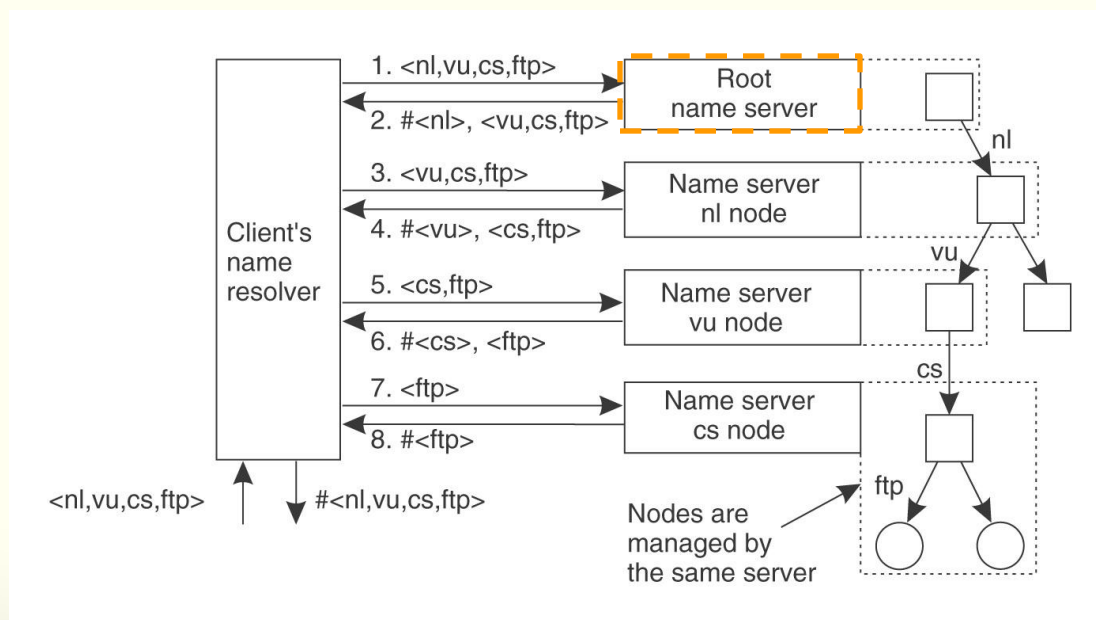 1. <nl,vu,cs,ftp>
2. #<nl>, <vu,cs,ftp>
Root
name server
nl
3. <vu,cs,ftp>
4. #<vu>, <cs,ftp>
Name server
nl node
vu
Client's
name
resolver
5. <cs,ftp>
6. #<cs>, <ftp>
Name server
vu node
cs
7. <ftp>
8. #<ftp>
Name server
cs node
ftp
<nl,vu,cs,ftp>
#<nl,vu,cs,ftp>
Nodes are
managed by
the same server